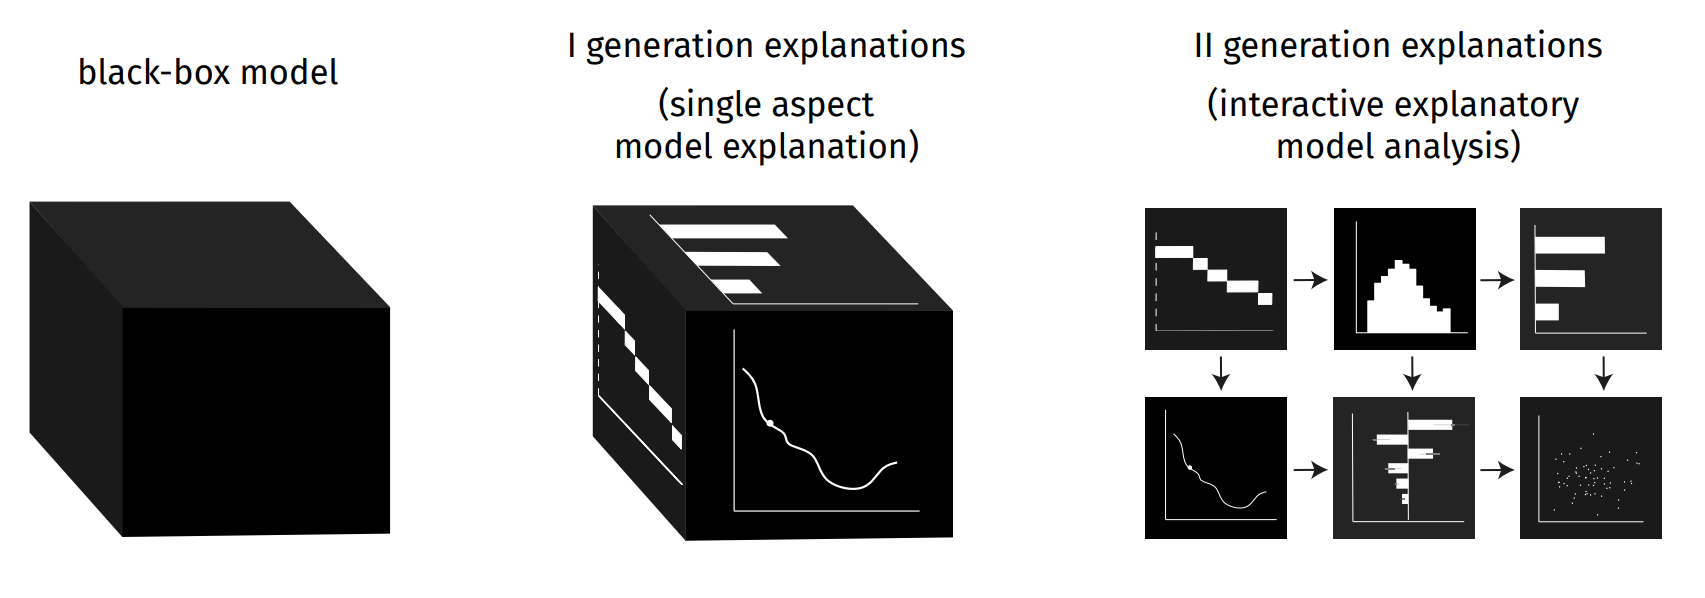 black-box model
I generation explanations
(single aspect
model explanation)
II generation explanations
(interactive explanatory
model analysis)